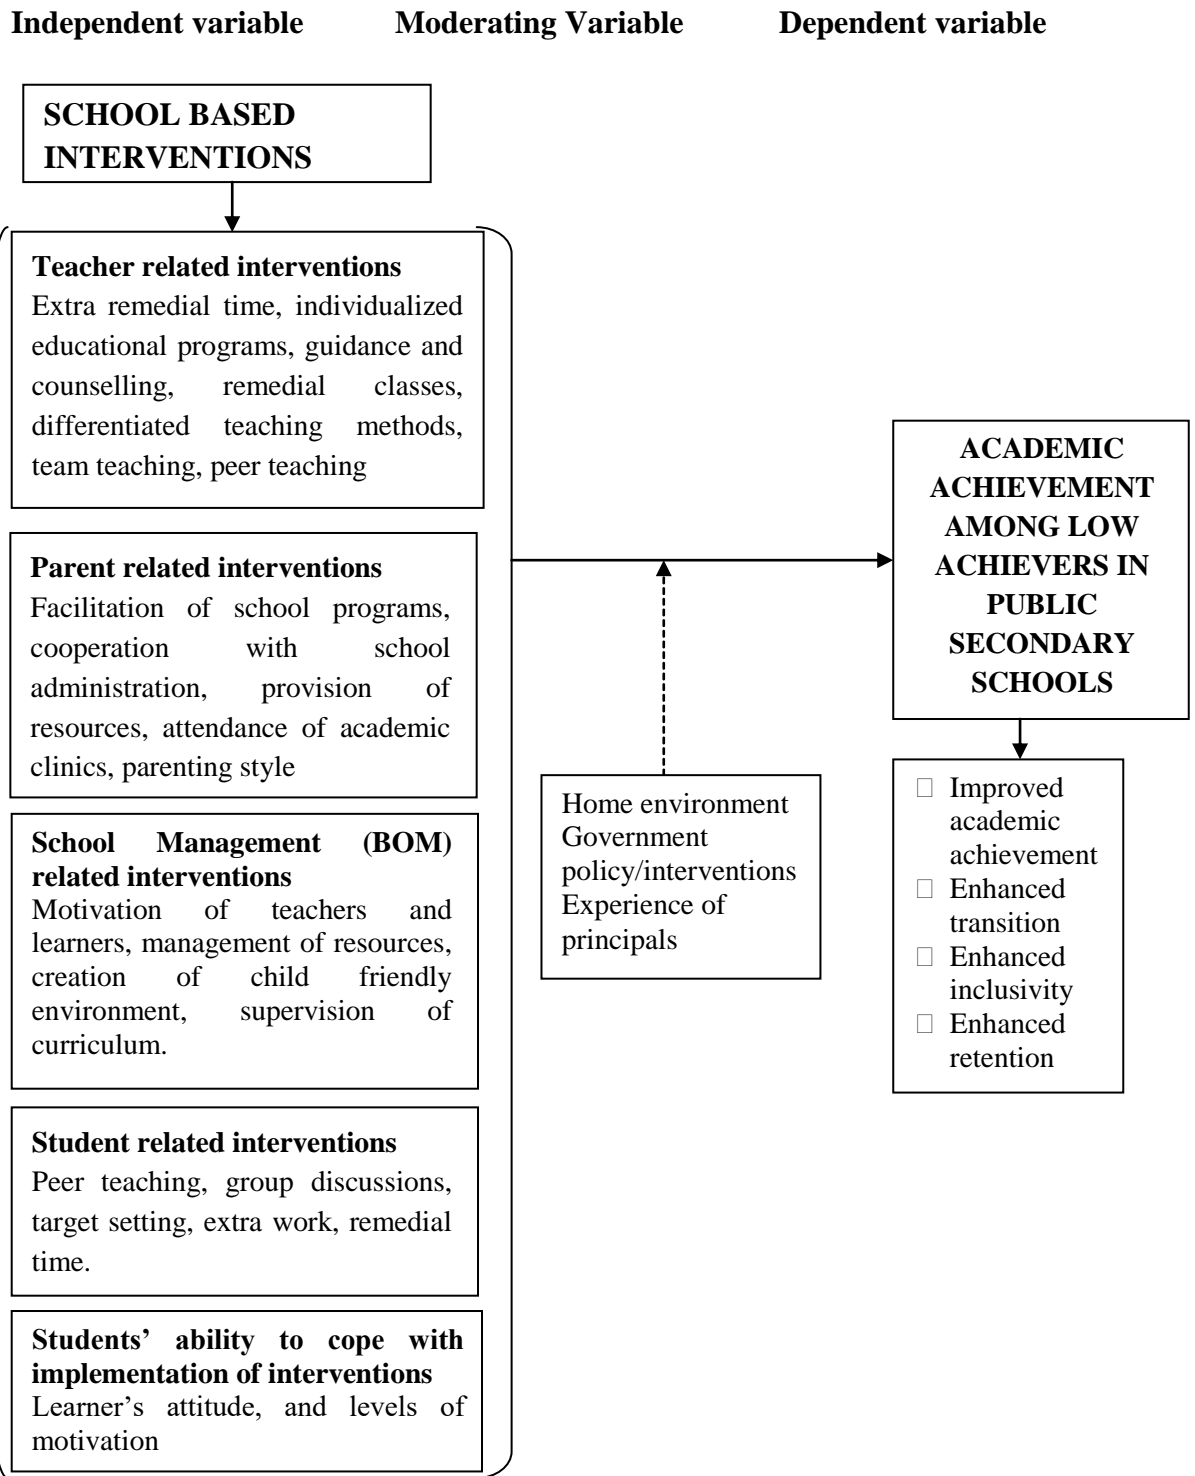 Independent variable Moderating Variable Dependent variable
SCHOOL BASED
INTERVENTIONS
Teacher related interventions
Extra remedial time, individualized
educational programs, guidance and
counselling, remedial classes,
differentiated teaching methods,
team teaching, peer teaching
Parent related interventions
Facilitation of school programs,
cooperation with school
administration, provision of
resources, attendance of academic
clinics, parenting style
School Management (BOM)
related interventions
Motivation of teachers and
learners, management of resources,
creation of child friendly
environment, supervision of
curriculum.
Student related interventions
Peer teaching, group discussions,
target setting, extra work, remedial
time.
Students’ ability to cope with
implementation of interventions
Learner’s attitude, and levels of
motivation
Home environment
Government
policy/interventions
Experience of
principals
ACADEMIC
ACHIEVEMENT
AMONG LOW
ACHIEVERS IN
PUBLIC
SECONDARY
SCHOOLS
Improved
academic
achievement
Enhanced
transition
Enhanced
inclusivity
Enhanced
retention